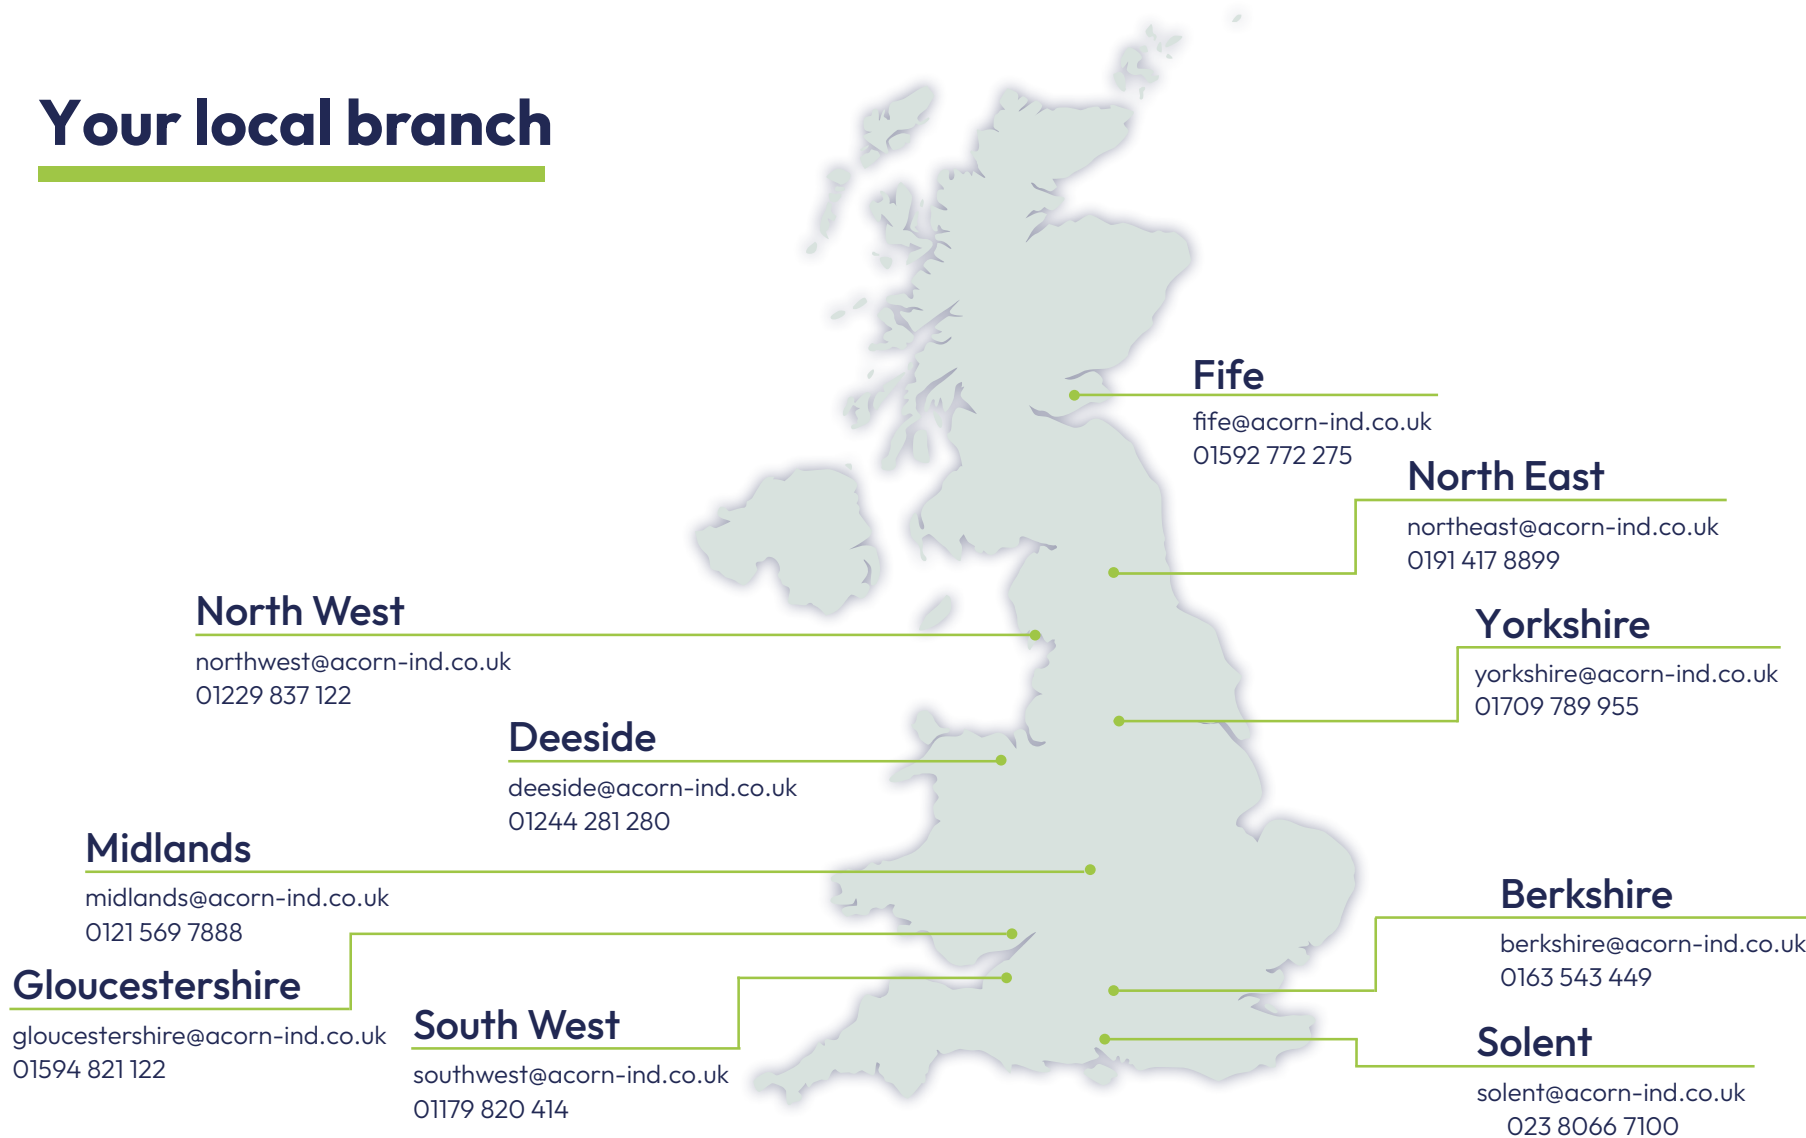 Your local branch
Fife
fife@acorn-ind.co.uk
01592 772 275
North East
northeast@acorn-ind.co.uk
0191 417 8899
North West
northwest@acorn-ind.co.uk
01229 837 122
Yorkshire
yorkshire@acorn-ind.co.uk
01709 789 955
Deeside
deeside@acorn-ind.co.uk
01244 281 280
Midlands
midlands@acorn-ind.co.uk
0121 569 7888
Berkshire
berkshire@acorn-ind.co.uk
0163 543 449
Gloucestershire
gloucestershire@acorn-ind.co.uk
01594 821 122
South West
southwest@acorn-ind.co.uk
01179 820 414
Solent
solent@acorn-ind.co.uk
023 8066 7100